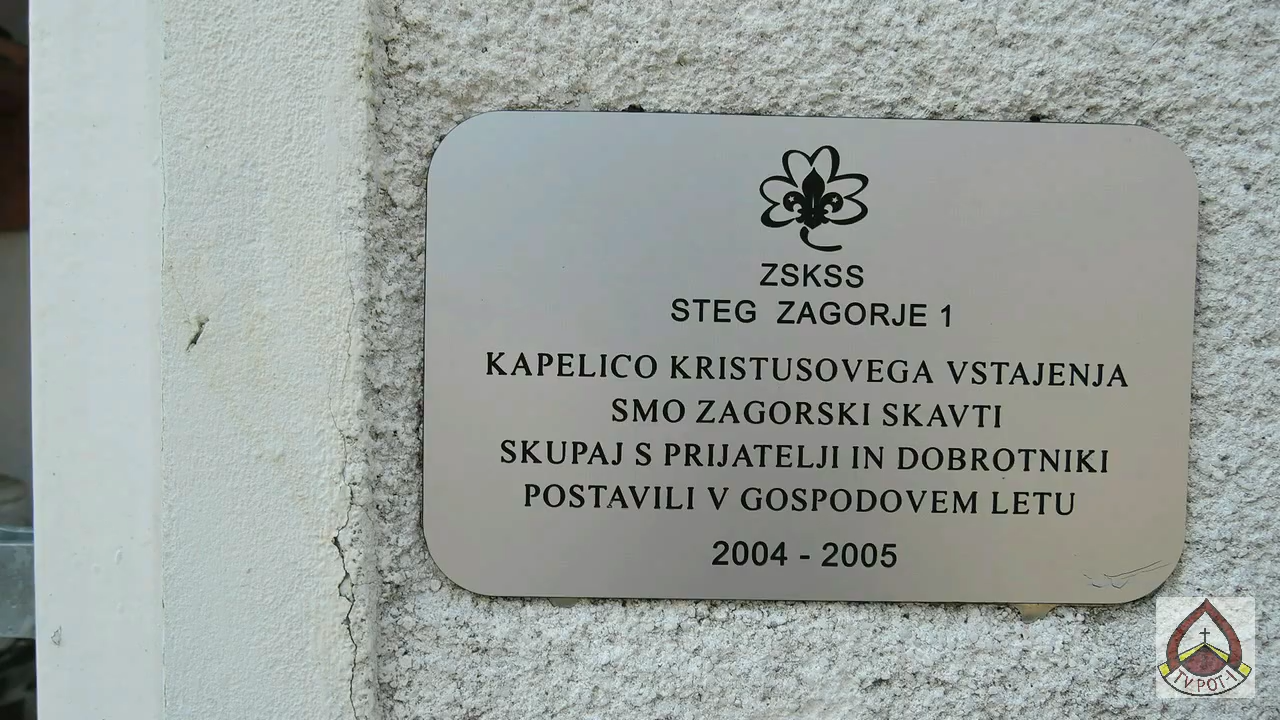 ZSKSS
STEG ZAGORJE 1
KAPELICO KRISTUSOVEGA VSTAJENJA
SMO ZAGORSKI SKAVTI
SKUPAJ S PRIJATELJI IN DOBROTNIKI
POSTAVILI V GOSPODOVEM LETU
2004 - 2005
TV POT-1